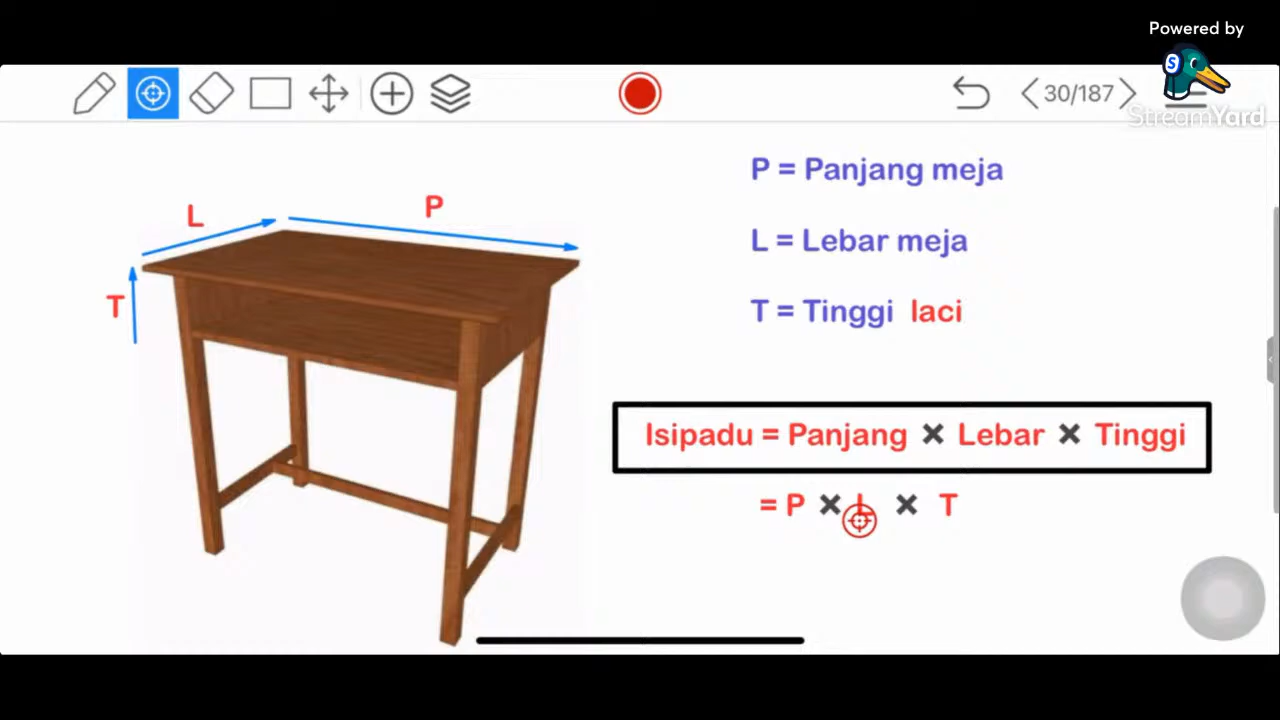 Powered by
S
30/187
StreamYard
P = Panjang meja
L
P
L = Lebar meja
T
T = Tinggi laci
Isipadu = Panjang × Lebar × Tinggi
= P × L × T